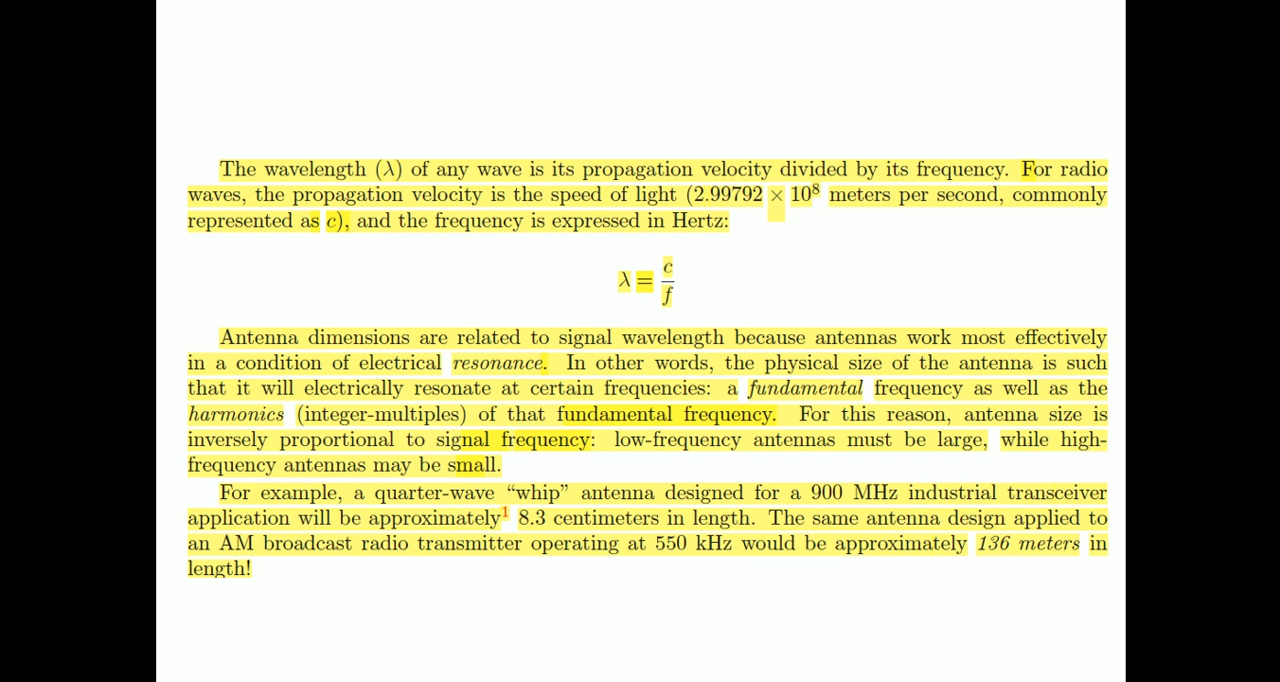 The wavelength (λ) of any wave is its propagation velocity divided by its frequency. For radio
waves, the propagation velocity is the speed of light (2.99792 × 10⁸ meters per second, commonly
represented as c), and the frequency is expressed in Hertz:
λ = c/f
Antenna dimensions are related to signal wavelength because antennas work most effectively
in a condition of electrical resonance. In other words, the physical size of the antenna is such
that it will electrically resonate at certain frequencies: a fundamental frequency as well as the
harmonics (integer-multiples) of that fundamental frequency. For this reason, antenna size is
inversely proportional to signal frequency: low-frequency antennas must be large, while high-
frequency antennas may be small.
For example, a quarter-wave “whip” antenna designed for a 900 MHz industrial transceiver
application will be approximately¹ 8.3 centimeters in length. The same antenna design applied to
an AM broadcast radio transmitter operating at 550 kHz would be approximately 136 meters in
length!